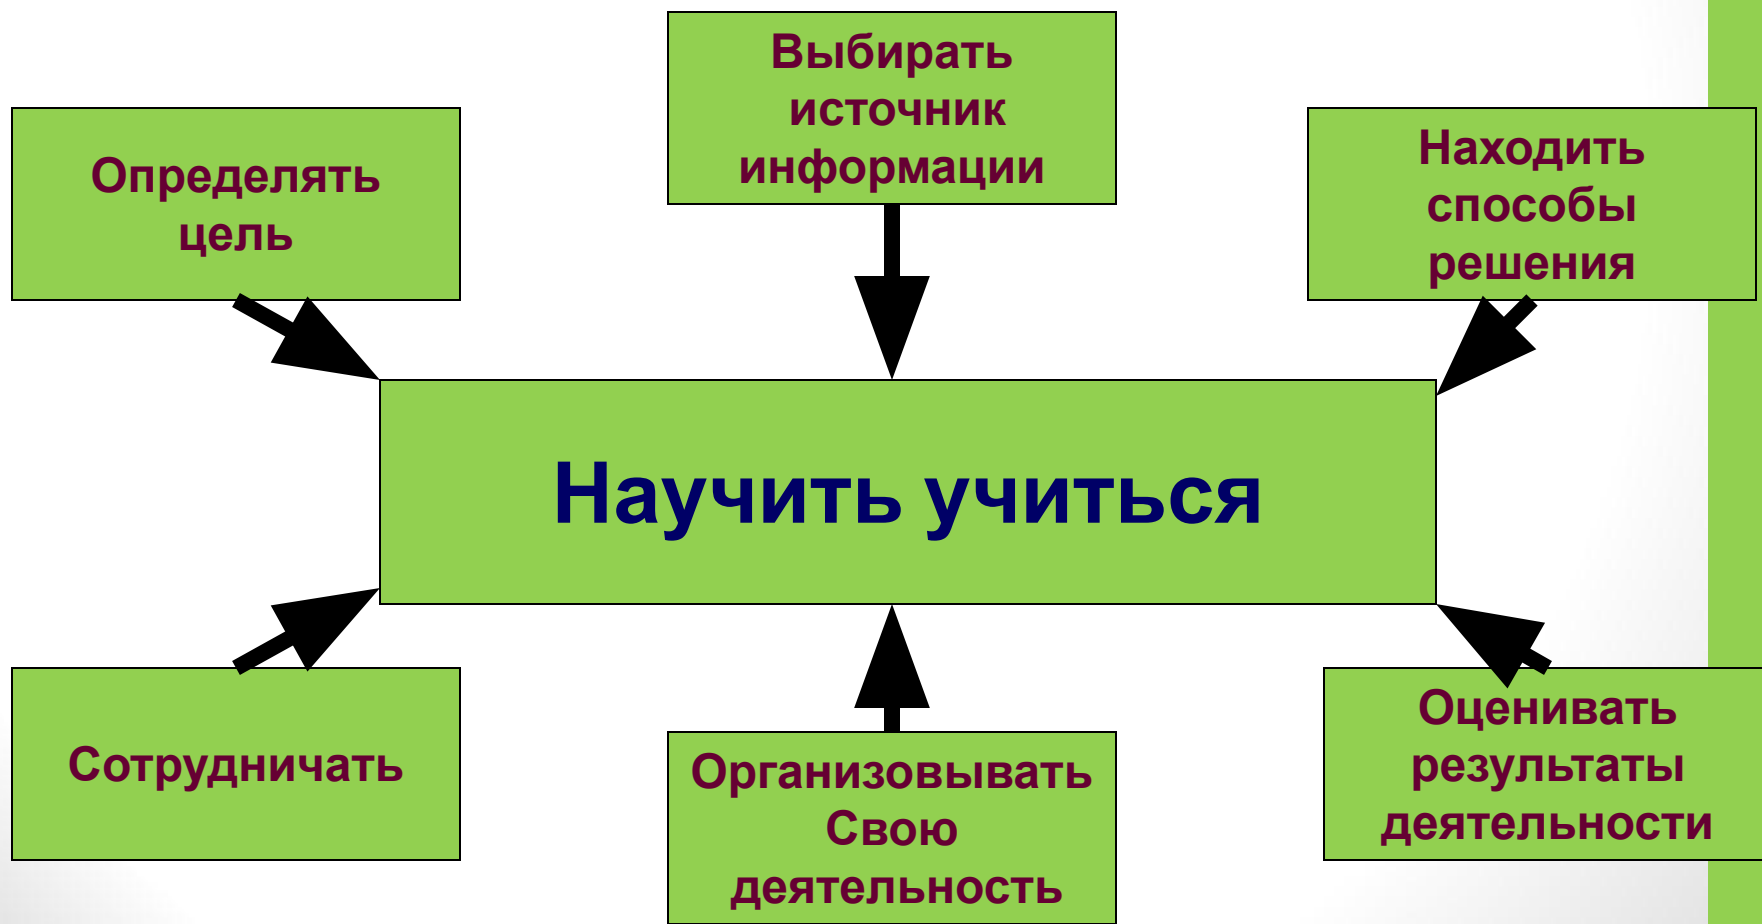 Выбирать
источник
информации
Определять
цель
Находить
способы
решения
Научить учиться
Сотрудничать
Организовывать
Свою
деятельность
Оценивать
результаты
деятельности